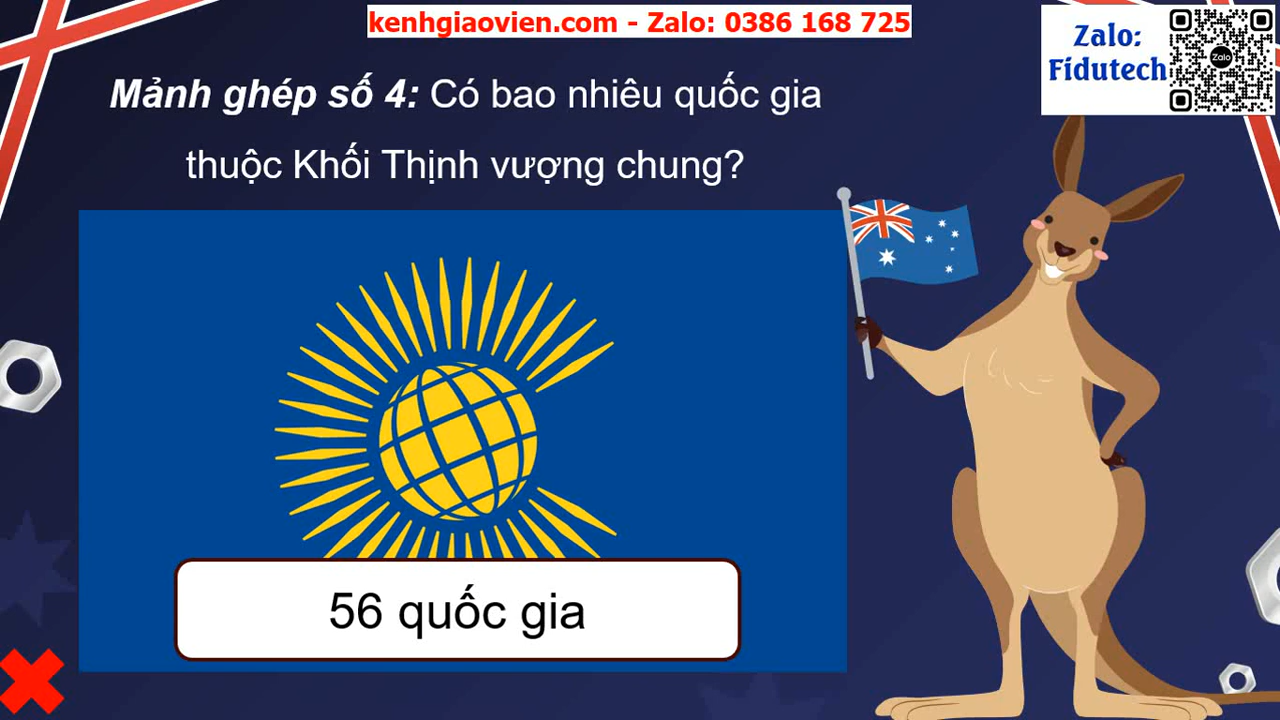 kenhgiaovien.com - Zalo: 0386 168 725
Zalo:
Fidutech
Zalo
Mảnh ghép số 4: Có bao nhiêu quốc gia
thuộc Khối Thịnh vượng chung?
56 quốc gia